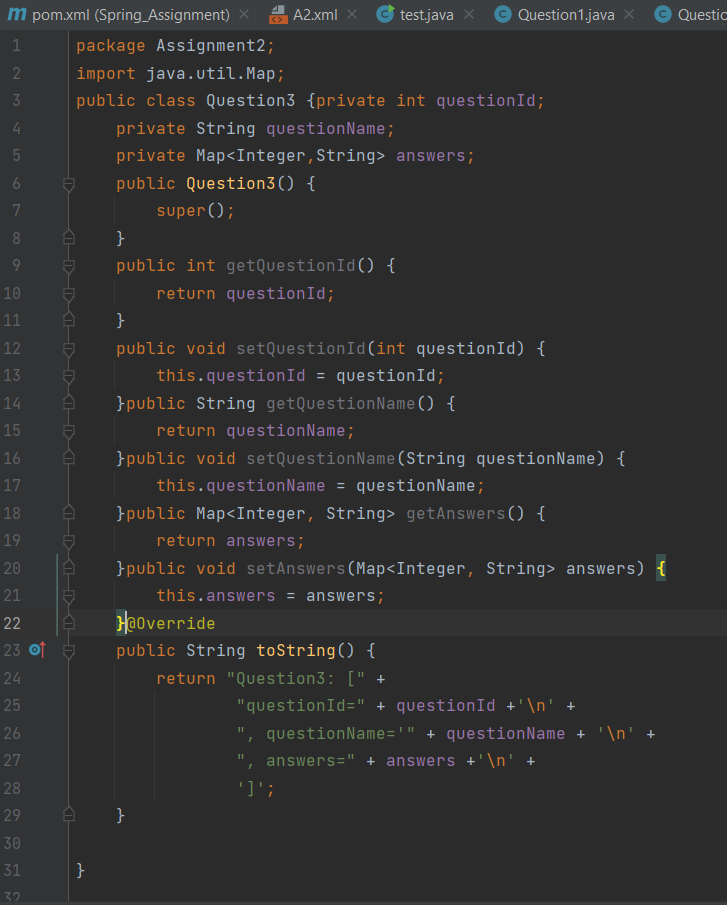 pom.xml (Spring_Assignment) A2.xml test.java Question1.java Questio
1 package Assignment2;
2 import java.util.Map;
3 public class Question3 {private int questionId;
4 private String questionName;
5 private Map<Integer,String> answers;
6 public Question3() {
7 super();
8 }
9 public int getQuestionId() {
10 return questionId;
11 }
12 public void setQuestionId(int questionId) {
13 this.questionId = questionId;
14 }public String getQuestionName() {
15 return questionName;
16 }public void setQuestionName(String questionName) {
17 this.questionName = questionName;
18 }public Map<Integer, String> getAnswers() {
19 return answers;
20 }public void setAnswers(Map<Integer, String> answers) {
21 this.answers = answers;
22 }@Override
23 public String toString() {
24 return "Question3: [" +
25 "questionId=" + questionId +'\n' +
26 ", questionName='" + questionName + '\n' +
27 ", answers=" + answers +'\n' +
28 ']';
29 }
30
31 }
32